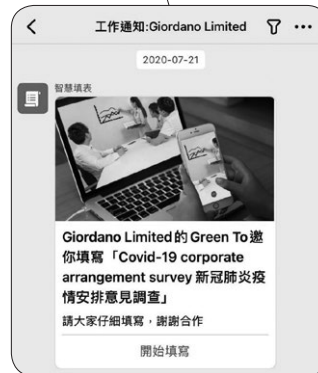 工作通知:Giordano Limited
2020-07-21
智慧填表
Giordano Limited的Green To邀
你填寫「Covid-19 corporate
arrangement survey 新冠肺炎疫
情安排意見調查」
請大家仔細填寫，謝謝合作
開始填寫